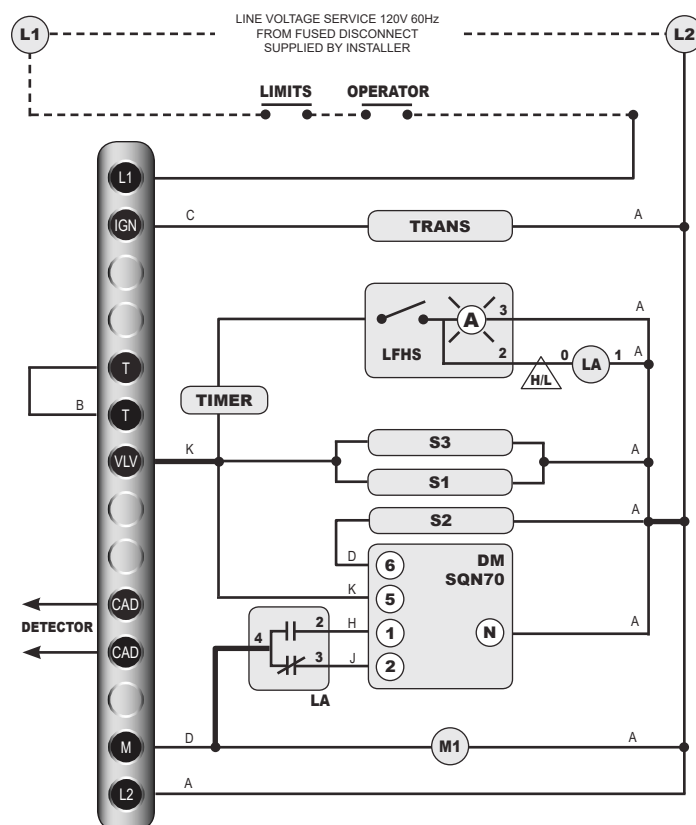 LINE VOLTAGE SERVICE 120V 60Hz
L1 FROM FUSED DISCONNECT L2
SUPPLIED BY INSTALLER
LIMITS OPERATOR
L1
IGN C TRANS A
A 3 A
LFHS 2 0 LA 1 A
H/L
T
B T TIMER
VLV K S3 A
S1
S2 A
D 6 DM
SQN70
K 5
CAD
DETECTOR 4 2 H 1 N A
CAD 3 J 2
LA
M D M1 A
L2 A